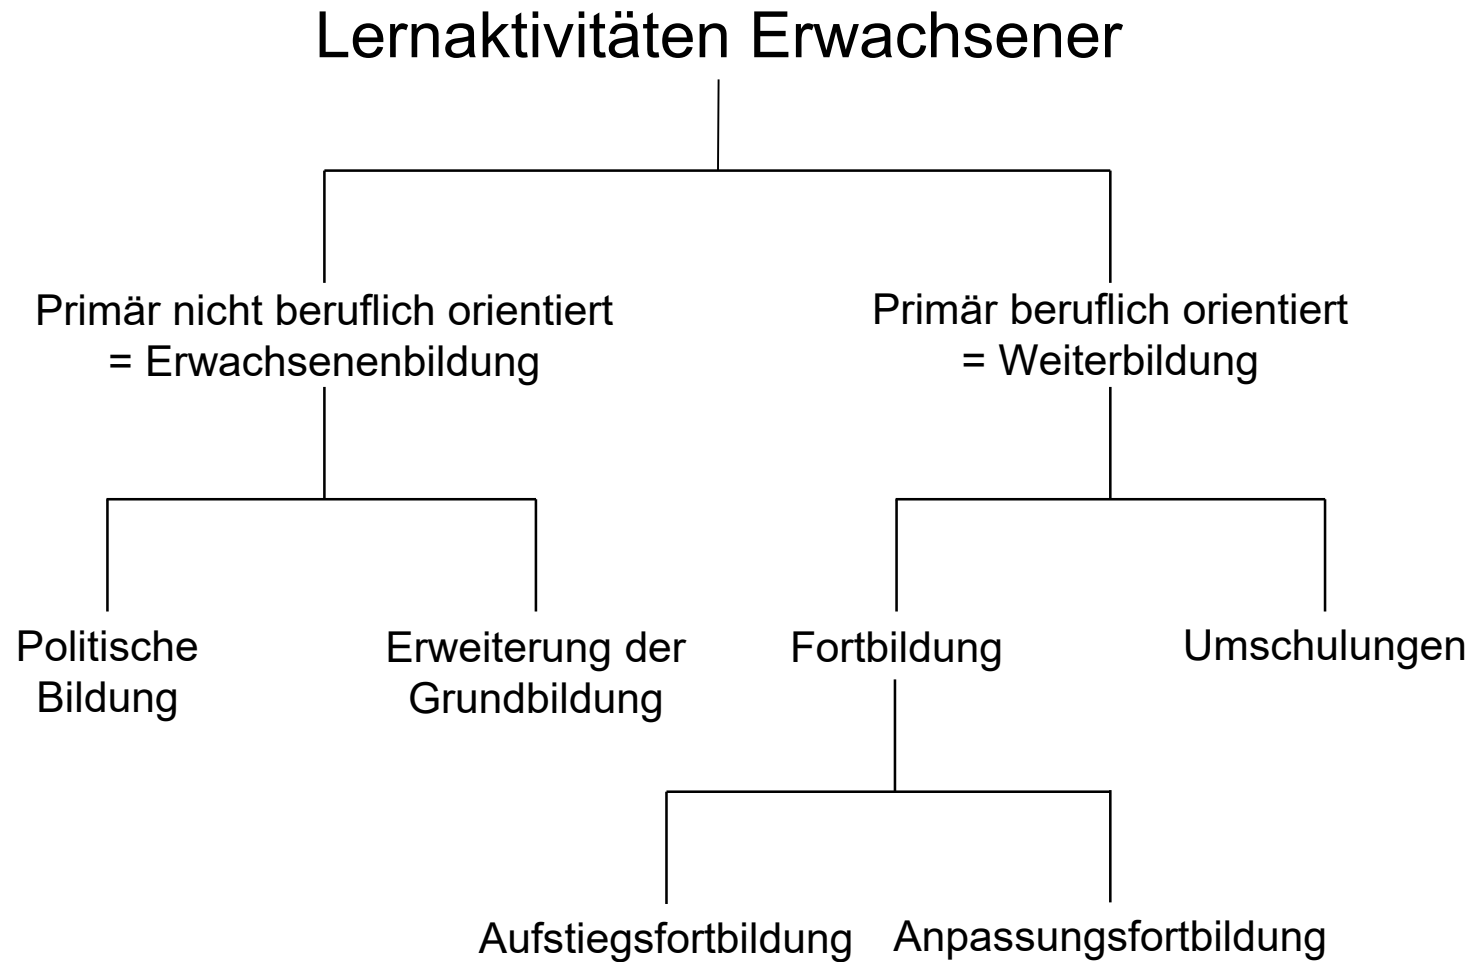 Lernaktivitäten Erwachsener
Primär nicht beruflich orientiert
= Erwachsenenbildung
Primär beruflich orientiert
= Weiterbildung
Politische
Bildung
Erweiterung der
Grundbildung
Fortbildung
Umschulungen
Aufstiegsfortbildung
Anpassungsfortbildung